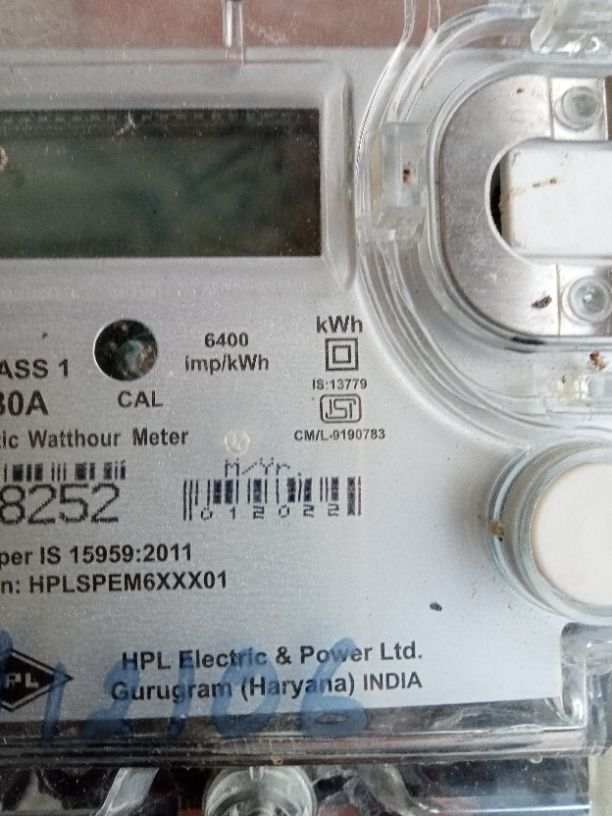 kWh
6400
imp/kWh
ASS 1
30A
CAL
IS:13779
ISI
CM/L-9190783
tic Watthour Meter
M/Yr.
8252
012022
per IS 15959:2011
n: HPLSPEM6XXX01
HPL Electric & Power Ltd.
Gurugram (Haryana) INDIA
PL